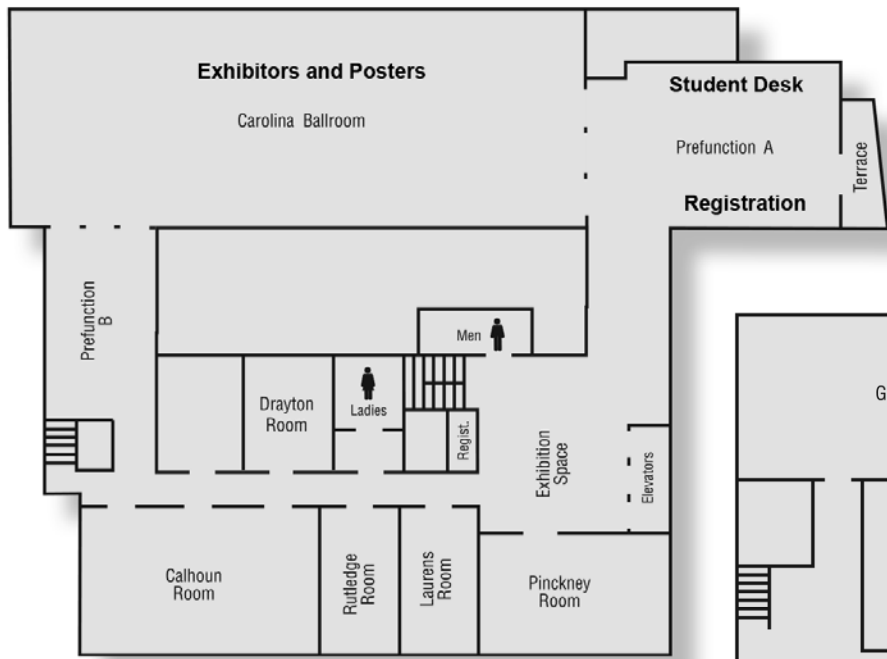 Exhibitors and Posters
Carolina Ballroom
Student Desk
Prefunction A
Terrace
Registration
Prefunction
B
Men
Ladies
Drayton
Room
Regist.
Exhibition
Space
Elevators
Calhoun
Room
Rutledge
Room
Laurens
Room
Pinckney
Room
G